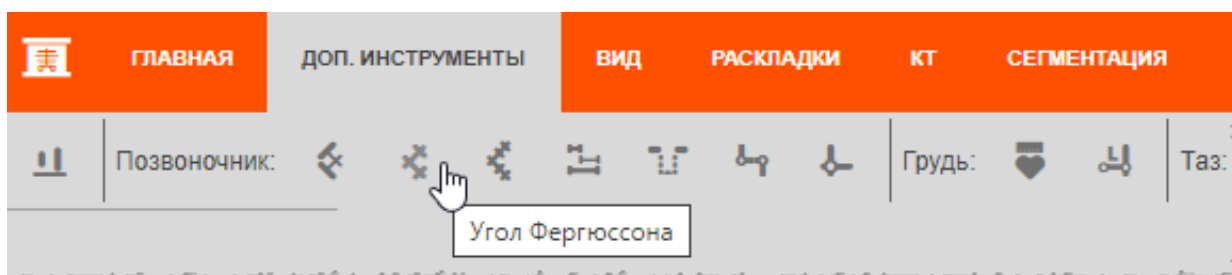 ГЛАВНАЯ ДОП. ИНСТРУМЕНТЫ ВИД РАСКЛАДКИ КТ СЕГМЕНТАЦИЯ
Позвоночник: Грудь: Таз:
Угол Фергюссона